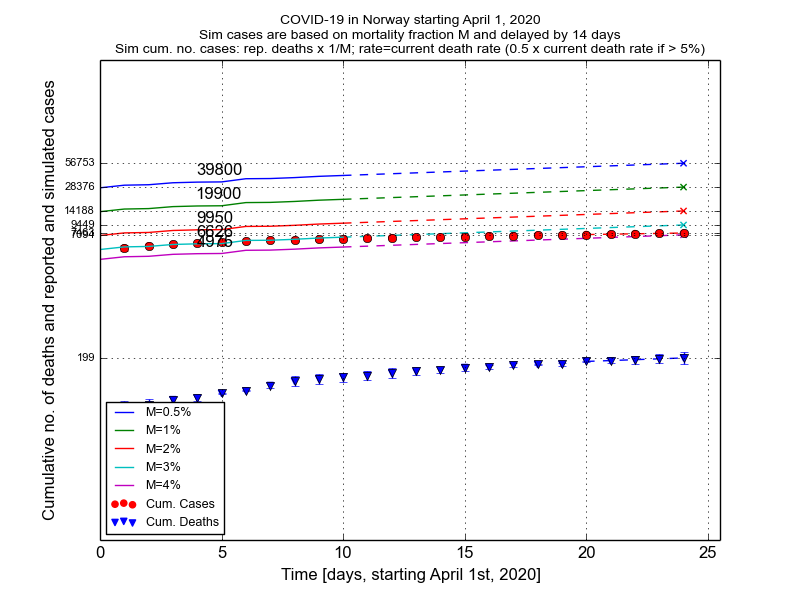 COVID-19 in Norway starting April 1, 2020
Sim cases are based on mortality fraction M and delayed by 14 days
Sim cum. no. cases: rep. deaths x 1/M; rate=current death rate (0.5 x current death rate if > 5%)
Cumulative no. of deaths and reported and simulated cases
56753
28376
14188
9449
7094
199
39800
19900
9950
6626
4975
M=0.5%
M=1%
M=2%
M=3%
M=4%
Cum. Cases
Cum. Deaths
0 5 10 15 20 25
Time [days, starting April 1st, 2020]